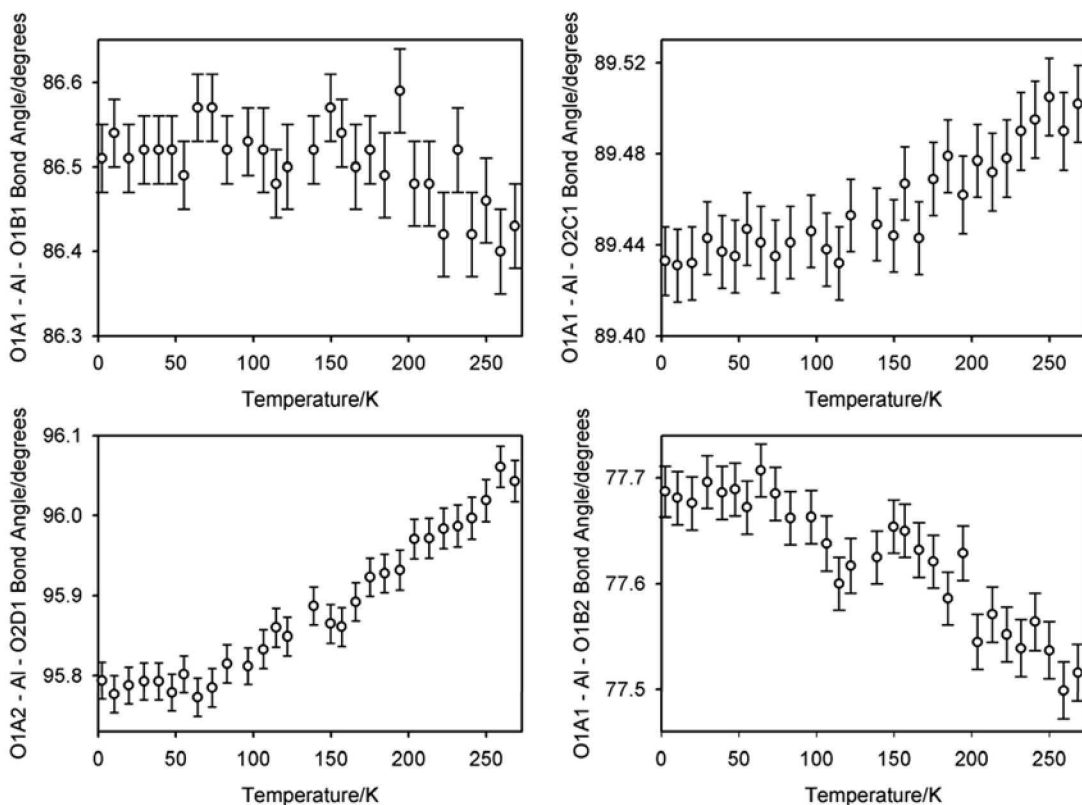 O1A1 - Al - O1B1 Bond Angle/degrees
86.6
86.5
86.4
86.3
0 50 100 150 200 250
Temperature/K
O1A1 - Al - O2C1 Bond Angle/degrees
89.52
89.48
89.44
89.40
0 50 100 150 200 250
Temperature/K
O1A2 - Al - O2D1 Bond Angle/degrees
96.1
96.0
95.9
95.8
0 50 100 150 200 250
Temperature/K
O1A1 - Al - O1B2 Bond Angle/degrees
77.7
77.6
77.5
0 50 100 150 200 250
Temperature/K